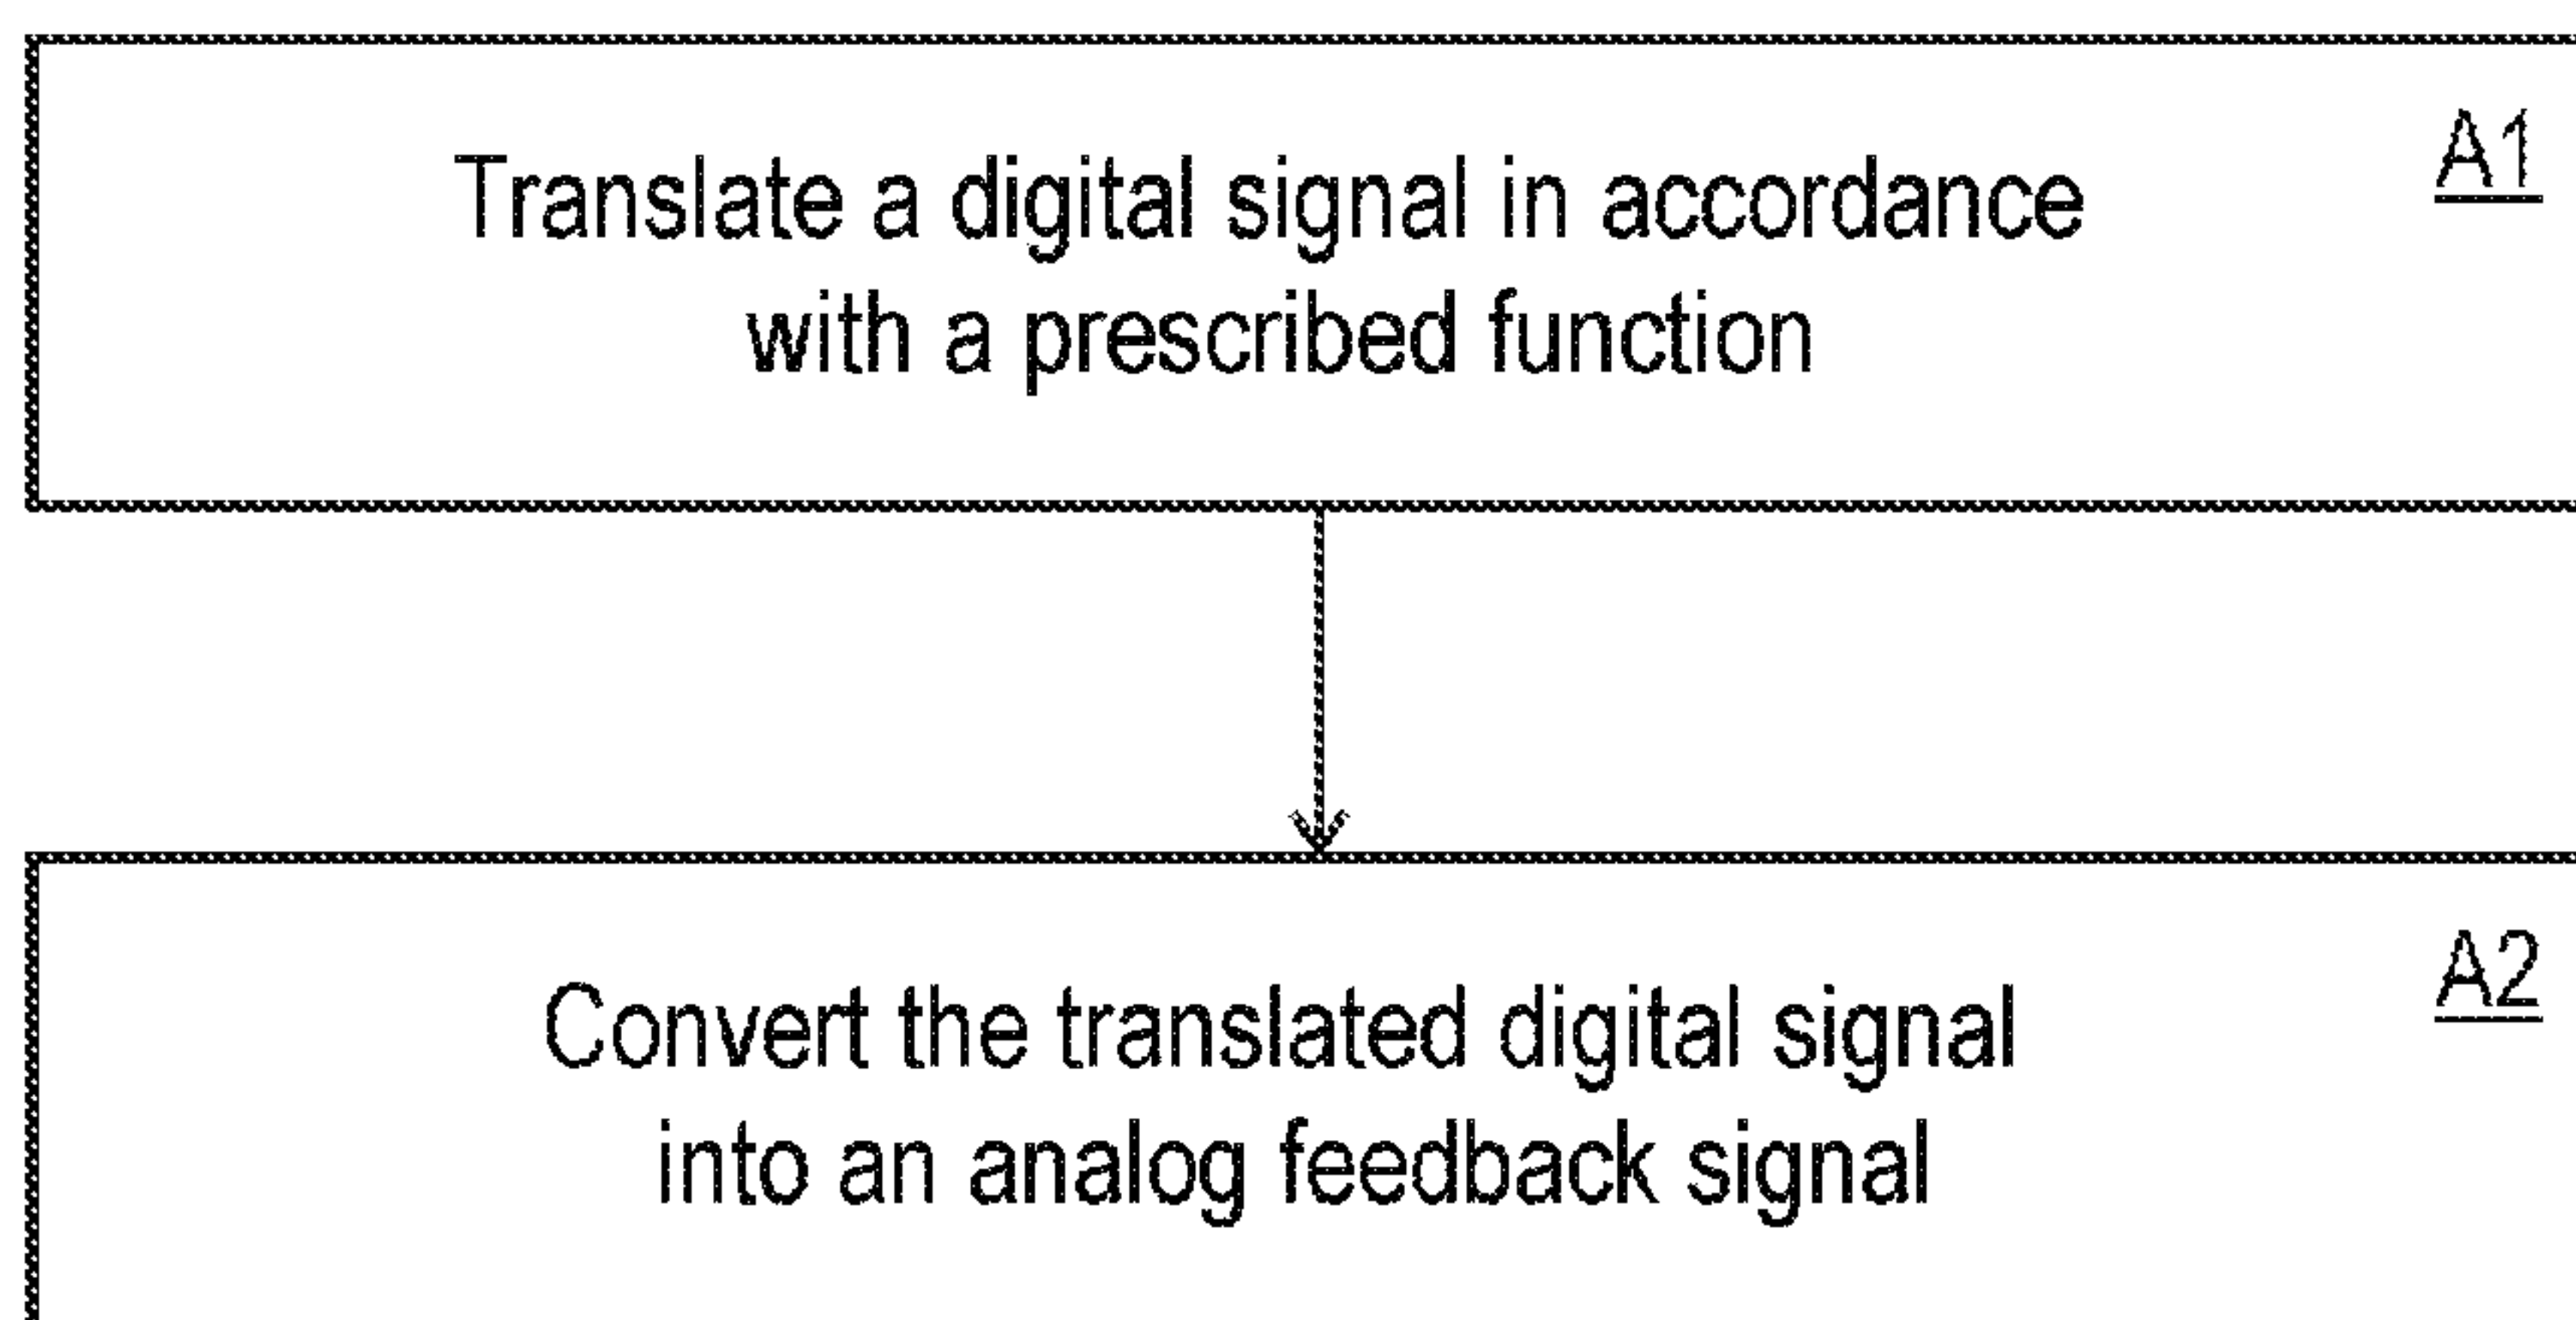 A1
Translate a digital signal in accordance
with a prescribed function
A2
Convert the translated digital signal
into an analog feedback signal